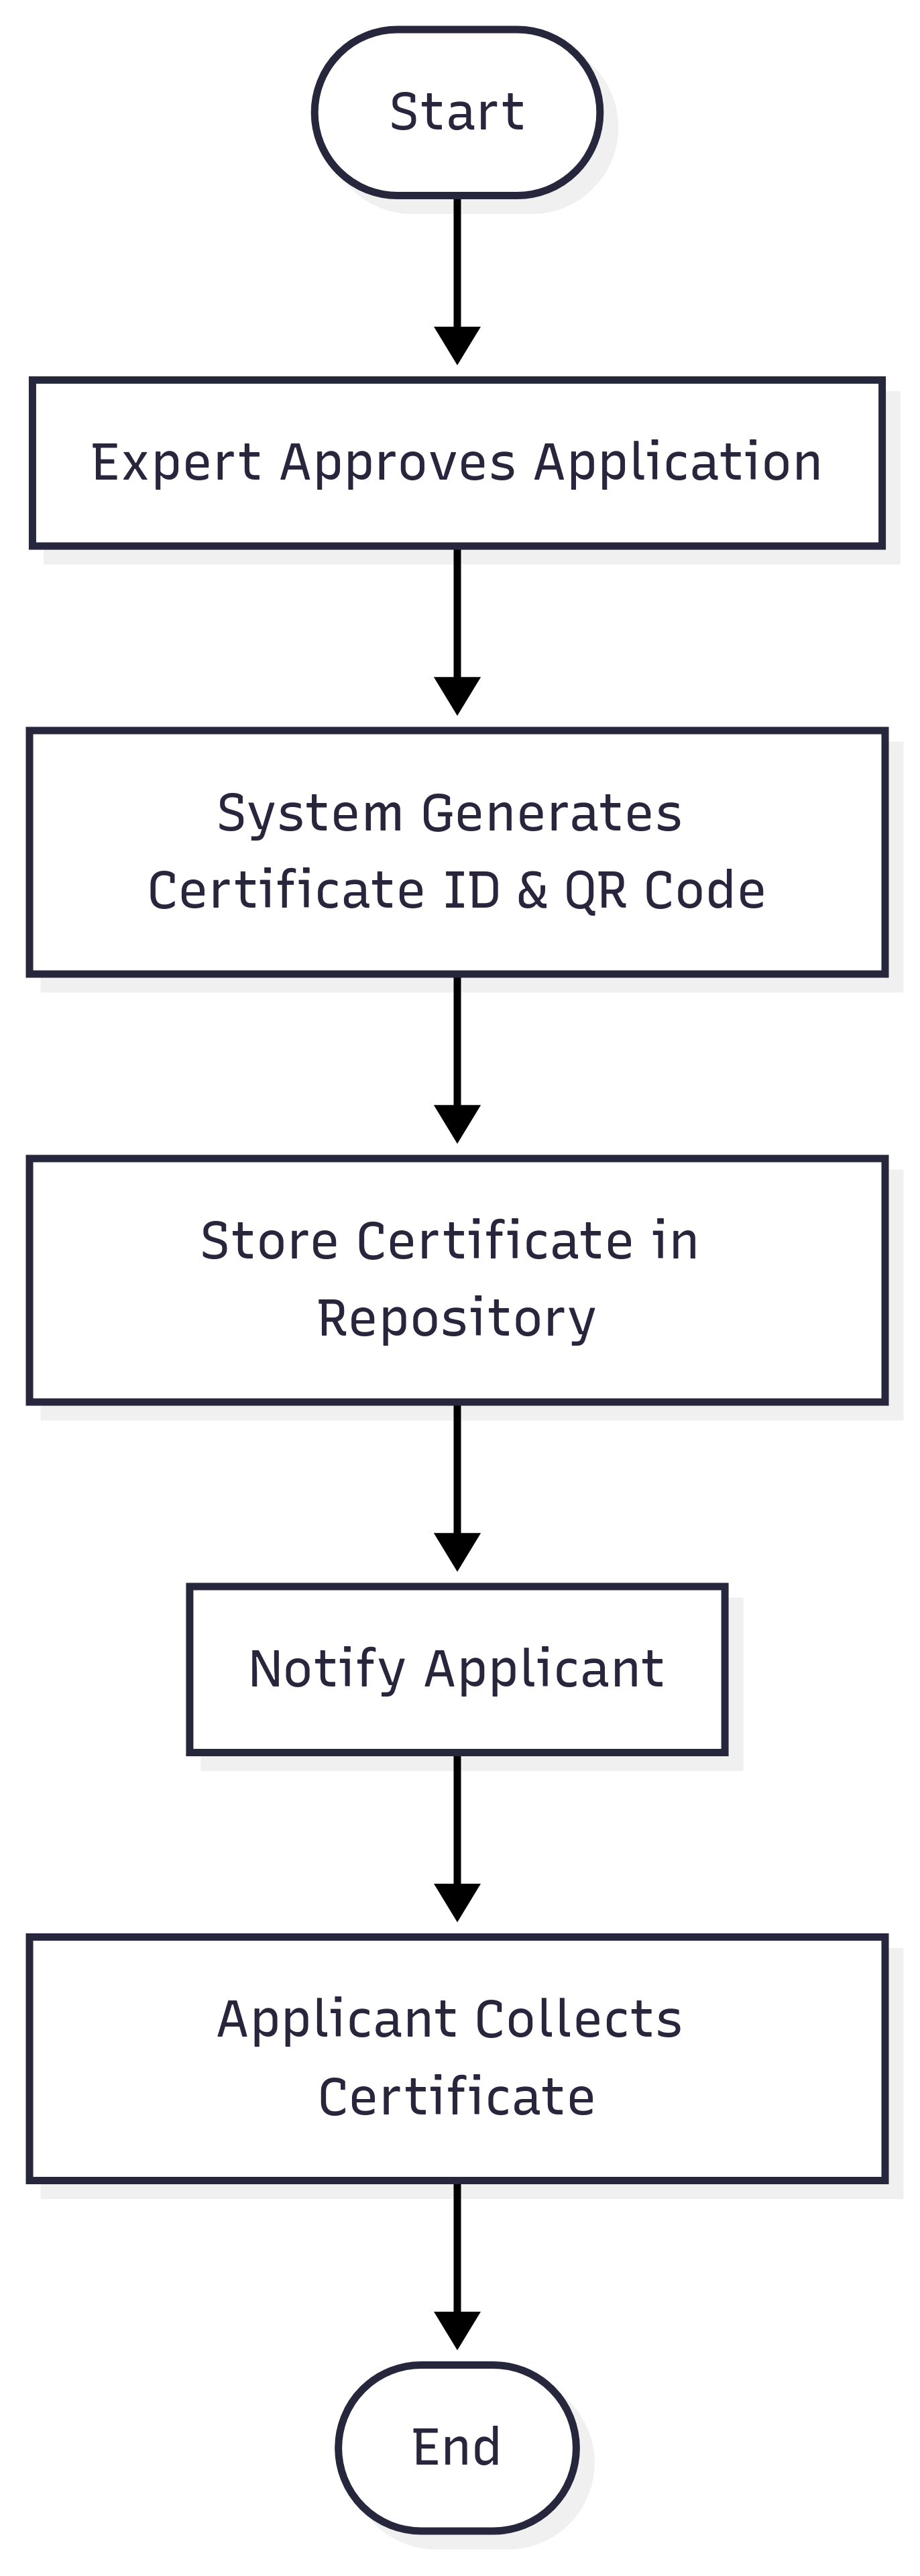 Start
Expert Approves Application
System Generates
Certificate ID & QR Code
Store Certificate in
Repository
Notify Applicant
Applicant Collects
Certificate
End